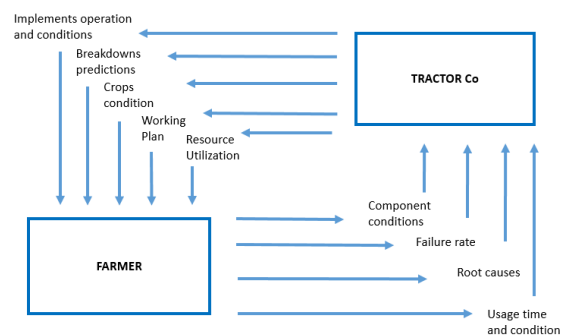 Implements operation
and conditions
Breakdowns
predictions
Crops
condition
Working
Plan
Resource
Utilization
TRACTOR Co
Component
conditions
Failure rate
Root causes
Usage time
and condition
FARMER